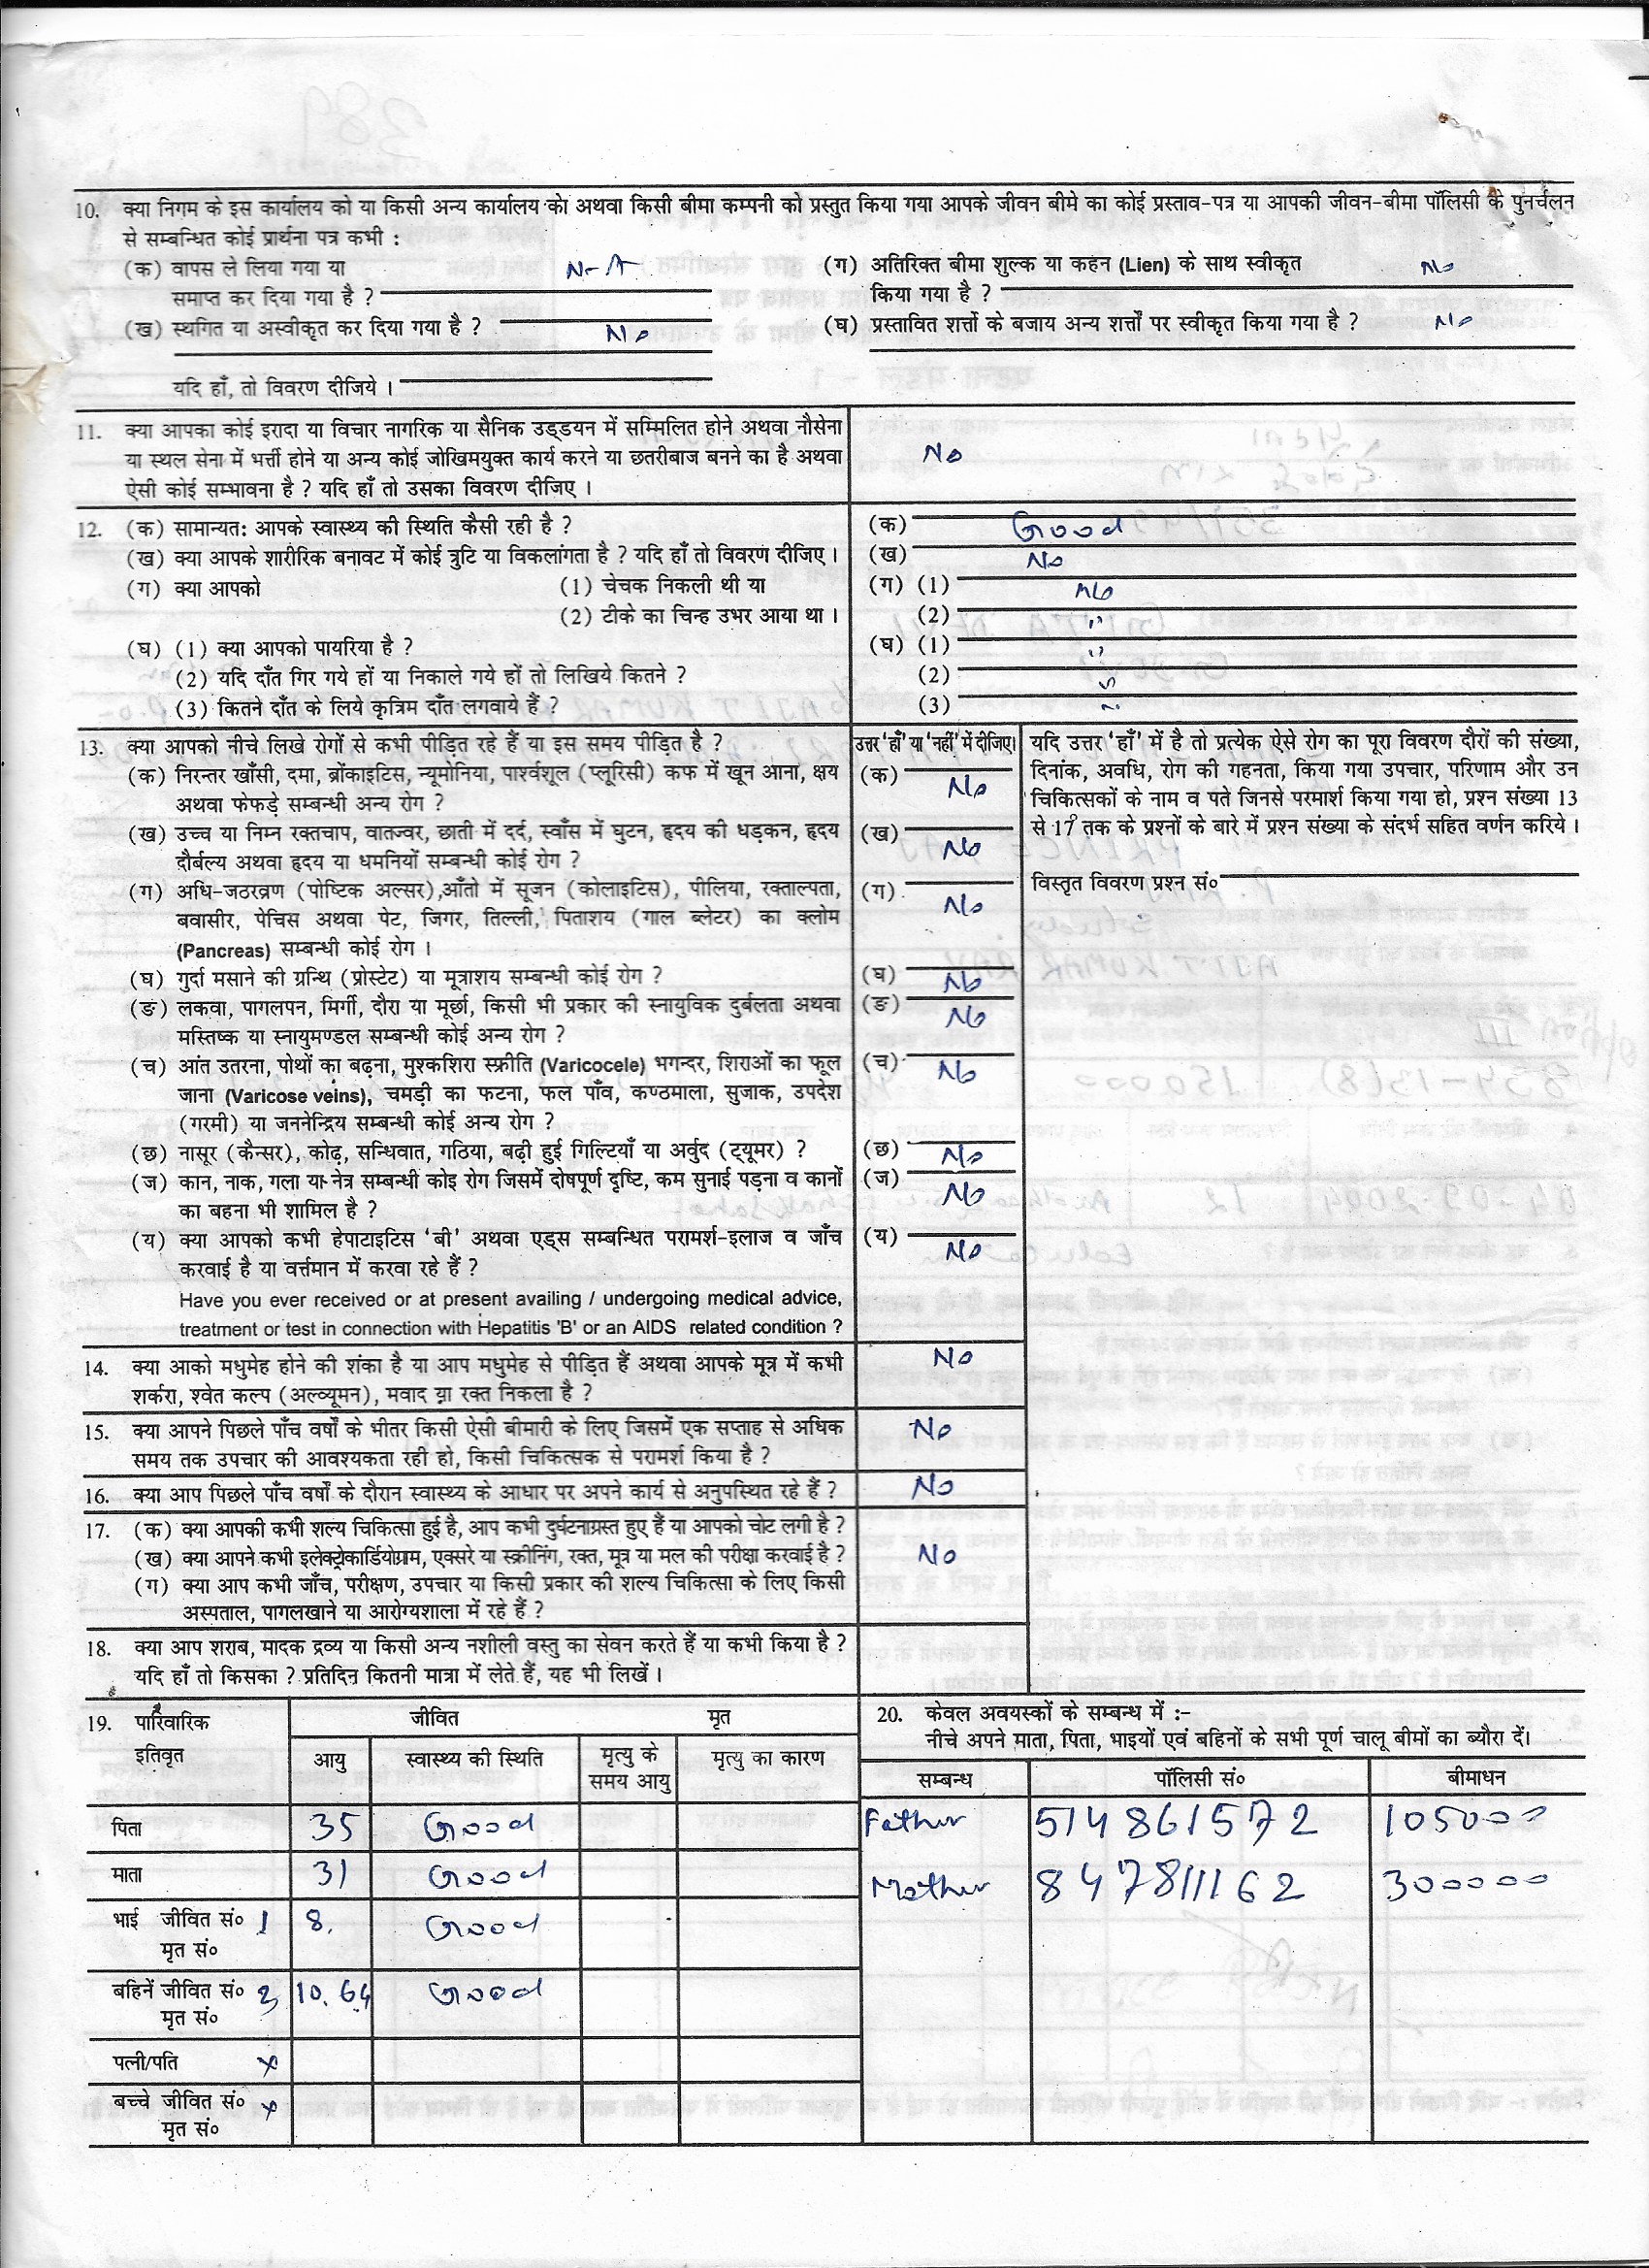 10. क्या निगम के इस कार्यालय को या किसी अन्य कार्यालय को अथवा किसी बीमा कम्पनी को प्रस्तुत किया गया आपके जीवन बीमे का कोई प्रस्ताव-पत्र या आपकी जीवन-बीमा पॉलिसी के पुनर्चलन
से सम्बन्धित कोई प्रार्थना पत्र कभी :
(क) वापस ले लिया गया या
समाप्त कर दिया गया है ? N-A
(ख) स्थगित या अस्वीकृत कर दिया गया है ? No
यदि हाँ, तो विवरण दीजिये ।
(ग) अतिरिक्त बीमा शुल्क या कहन (Lien) के साथ स्वीकृत
किया गया है ? No
(घ) प्रस्तावित शर्त्तो के बजाय अन्य शर्त्तों पर स्वीकृत किया गया है ? No
11. क्या आपका कोई इरादा या विचार नागरिक या सैनिक उड्डयन में सम्मिलित होने अथवा नौसेना
या स्थल सेना में भर्त्ती होने या अन्य कोई जोखिमयुक्त कार्य करने या छतरीबाज बनने का है अथवा
ऐसी कोई सम्भावना है ? यदि हाँ तो उसका विवरण दीजिए ।
No
12. (क) सामान्यत: आपके स्वास्थ्य की स्थिति कैसी रही है ? (क) Good
(ख) क्या आपके शारीरिक बनावट में कोई त्रुटि या विकलांगता है ? यदि हाँ तो विवरण दीजिए । (ख) No
(ग) क्या आपको (1) चेचक निकली थी या (ग) (1) No
(2) टीके का चिन्ह उभर आया था । (2) "
(घ) (1) क्या आपको पायरिया है ? (घ) (1) "
(2) यदि दाँत गिर गये हों या निकाले गये हों तो लिखिये कितने ? (2)
(3) कितने दाँत के लिये कृत्रिम दाँत लगवाये हैं ? (3)
13. क्या आपको नीचे लिखे रोगों से कभी पीड़ित रहे हैं या इस समय पीड़ित है ? उत्तर 'हाँ' या 'नहीं' में दीजिए।
(क) निरन्तर खाँसी, दमा, ब्रोंकाइटिस, न्यूमोनिया, पार्श्वशूल (प्लूरिसी) कफ में खून आना, क्षय (क) No
अथवा फेफड़े सम्बन्धी अन्य रोग ?
(ख) उच्च या निम्न रक्तचाप, वातज्वर, छाती में दर्द, स्वाँस में घुटन, हृदय की धड़कन, हृदय (ख) No
दौर्बल्य अथवा हृदय या धमनियों सम्बन्धी कोई रोग ?
(ग) अधि-जठरव्रण (पोष्टिक अल्सर),आँतो में सूजन (कोलाइटिस), पीलिया, रक्ताल्पता, (ग) No
बवासीर, पेचिस अथवा पेट, जिगर, तिल्ली, पिताशय (गाल ब्लेटर) का क्लोम
(Pancreas) सम्बन्धी कोई रोग ।
(घ) गुर्दा मसाने की ग्रन्थि (प्रोस्टेट) या मूत्राशय सम्बन्धी कोई रोग ? (घ) No
(ङ) लकवा, पागलपन, मिर्गी, दौरा या मूर्छा, किसी भी प्रकार की स्नायुविक दुर्बलता अथवा (ङ) No
मस्तिष्क या स्नायुमण्डल सम्बन्धी कोई अन्य रोग ?
(च) आंत उतरना, पोथों का बढ़ना, मुश्कशिरा स्फ्रीति (Varicocele) भगन्दर, शिराओं का फूल (च) No
जाना (Varicose veins), चमड़ी का फटना, फल पाँव, कण्ठमाला, सुजाक, उपदेश
(गरमी) या जननेन्द्रिय सम्बन्धी कोई अन्य रोग ?
(छ) नासूर (कैन्सर), कोढ़, सन्धिवात, गठिया, बढ़ी हुई गिल्टियाँ या अर्वुद (ट्यूमर) ? (छ) No
(ज) कान, नाक, गला या नेत्र सम्बन्धी कोइ रोग जिसमें दोषपूर्ण दृष्टि, कम सुनाई पड़ना व कानों (ज) No
का बहना भी शामिल है ?
(य) क्या आपको कभी हेपाटाइटिस 'बी' अथवा एड्स सम्बन्धित परामर्श-इलाज व जाँच (य) No
करवाई है या वर्त्तमान में करवा रहे हैं ?
Have you ever received or at present availing / undergoing medical advice,
treatment or test in connection with Hepatitis 'B' or an AIDS related condition ?
यदि उत्तर 'हाँ' में है तो प्रत्येक ऐसे रोग का पूरा विवरण दौरों की संख्या,
दिनांक, अवधि, रोग की गहनता, किया गया उपचार, परिणाम और उन
चिकित्सकों के नाम व पते जिनसे परमार्श किया गया हो, प्रश्न संख्या 13
से 17 तक के प्रश्नों के बारे में प्रश्न संख्या के संदर्भ सहित वर्णन करिये ।
विस्तृत विवरण प्रश्न सं०
14. क्या आको मधुमेह होने की शंका है या आप मधुमेह से पीड़ित हैं अथवा आपके मूत्र में कभी No
शर्करा, श्वेत कल्प (अल्व्यूमन), मवाद या रक्त निकला है ?
15. क्या आपने पिछले पाँच वर्षों के भीतर किसी ऐसी बीमारी के लिए जिसमें एक सप्ताह से अधिक No
समय तक उपचार की आवश्यकता रही हो, किसी चिकित्सक से परामर्श किया है ?
16. क्या आप पिछले पाँच वर्षों के दौरान स्वास्थ्य के आधार पर अपने कार्य से अनुपस्थित रहे हैं ? No
17. (क) क्या आपकी कभी शल्य चिकित्सा हुई है, आप कभी दुर्घटनाग्रस्त हुए हैं या आपको चोट लगी है ?
(ख) क्या आपने कभी इलेक्ट्रेकार्डियोग्राम, एक्सरे या स्क्रीनिंग, रक्त, मूत्र या मल की परीक्षा करवाई है ? No
(ग) क्या आप कभी जाँच, परीक्षण, उपचार या किसी प्रकार की शल्य चिकित्सा के लिए किसी
अस्पताल, पागलखाने या आरोग्यशाला में रहे हैं ?
18. क्या आप शराब, मादक द्रव्य या किसी अन्य नशीली वस्तु का सेवन करते हैं या कभी किया है ?
यदि हाँ तो किसका ? प्रतिदिन कितनी मात्रा में लेते हैं, यह भी लिखें ।
19. पारिवारिक इतिवृत जीवित मृत
आयु स्वास्थ्य की स्थिति मृत्यु के समय आयु मृत्यु का कारण
पिता 35 Good
माता 31 Good
भाई जीवित सं० 1 8. Good
मृत सं०
बहिनें जीवित सं० 3 10. 6 4 Good
मृत सं०
पत्नी/पति x
बच्चे जीवित सं० x
मृत सं०
20. केवल अवयस्कों के सम्बन्ध में :-
नीचे अपने माता, पिता, भाइयों एवं बहिनों के सभी पूर्ण चालू बीमों का ब्यौरा दें।
सम्बन्ध पॉलिसी सं० बीमाधन
Father 514861572 105000
Mother 847811162 300000